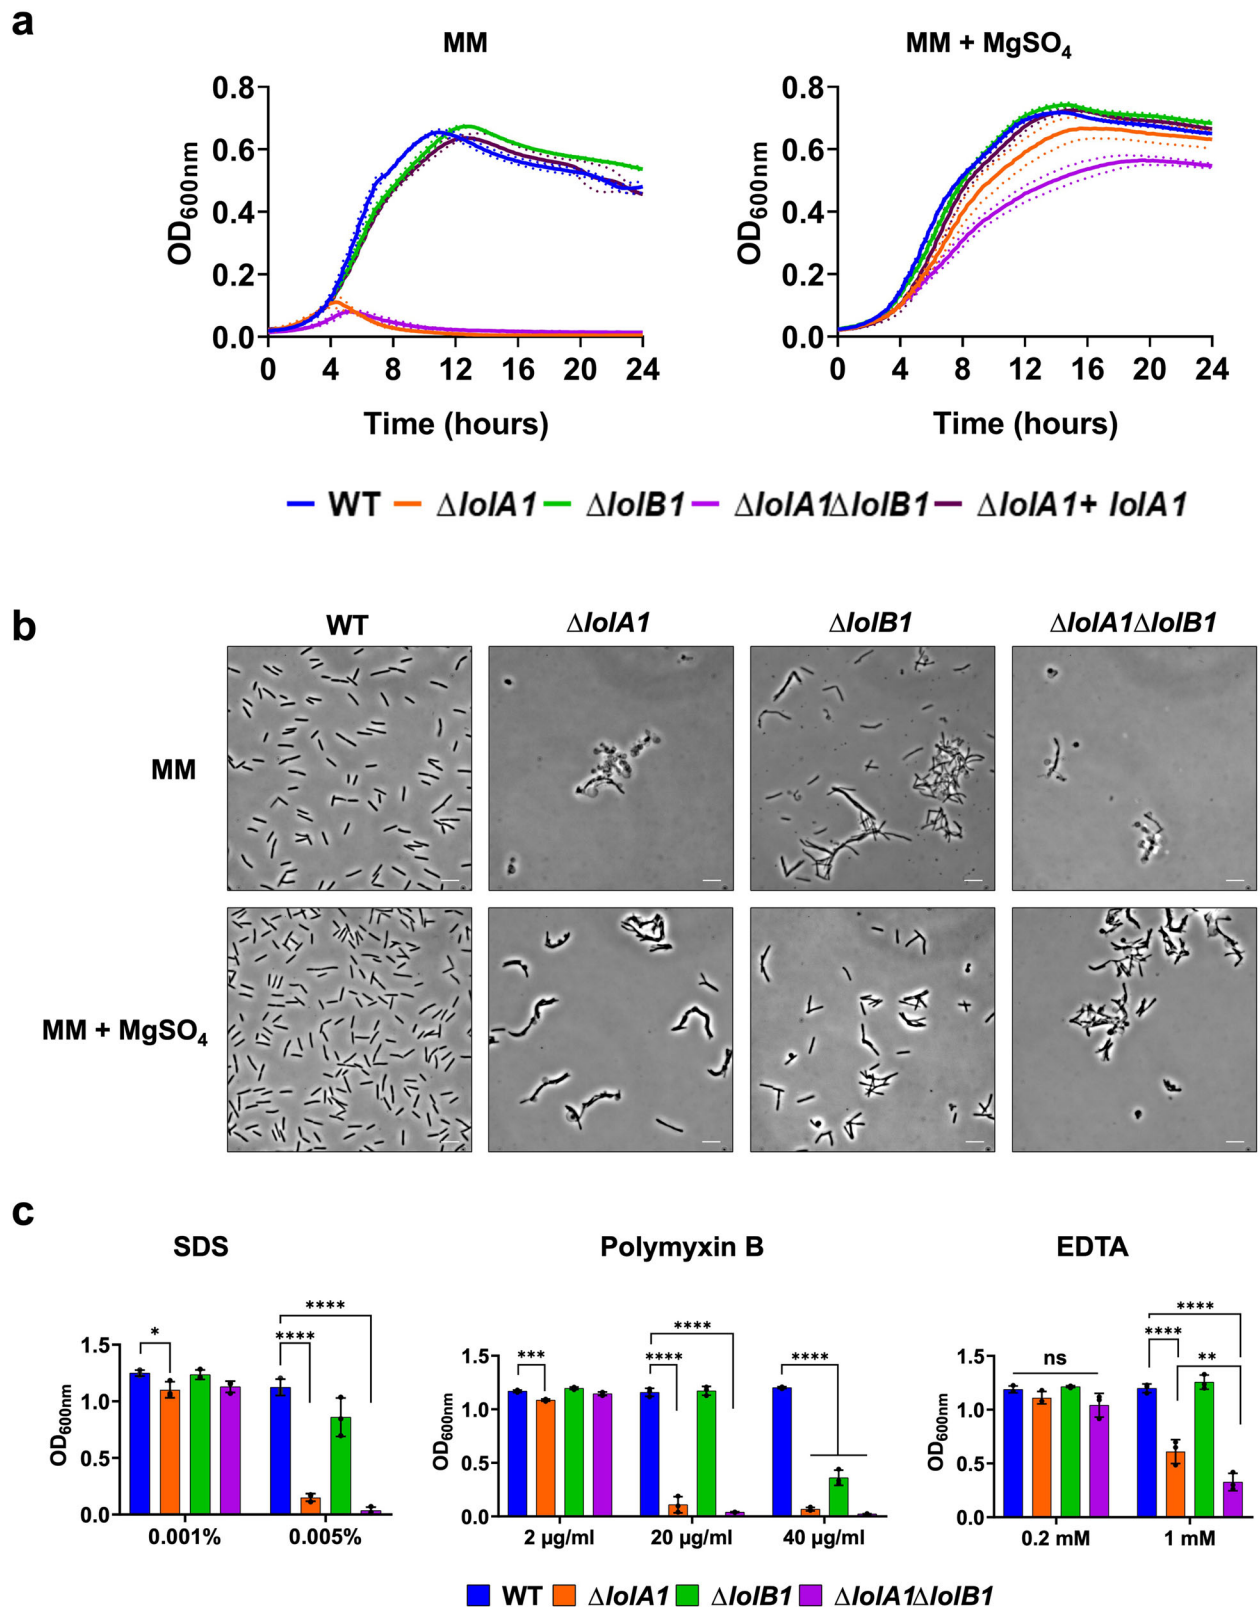 a
MM
MM + MgSO₄
0.8
0.6
0.4
0.2
0.0
OD600nm
0 4 8 12 16 20 24
Time (hours)
0.8
0.6
0.4
0.2
0.0
OD600nm
0 4 8 12 16 20 24
Time (hours)
WT ΔlolA1 ΔlolB1 ΔlolA1ΔlolB1 ΔlolA1+ lolA1
b
WT ΔlolA1 ΔlolB1 ΔlolA1ΔlolB1
MM
MM + MgSO₄
c
SDS
Polymyxin B
EDTA
1.5
1.0
0.5
0.0
OD600nm
*
****
****
0.001% 0.005%
1.5
1.0
0.5
0.0
OD600nm
***
****
****
****
2 µg/ml 20 µg/ml 40 µg/ml
1.5
1.0
0.5
0.0
OD600nm
ns
****
****
**
0.2 mM 1 mM
WT ΔlolA1 ΔlolB1 ΔlolA1ΔlolB1